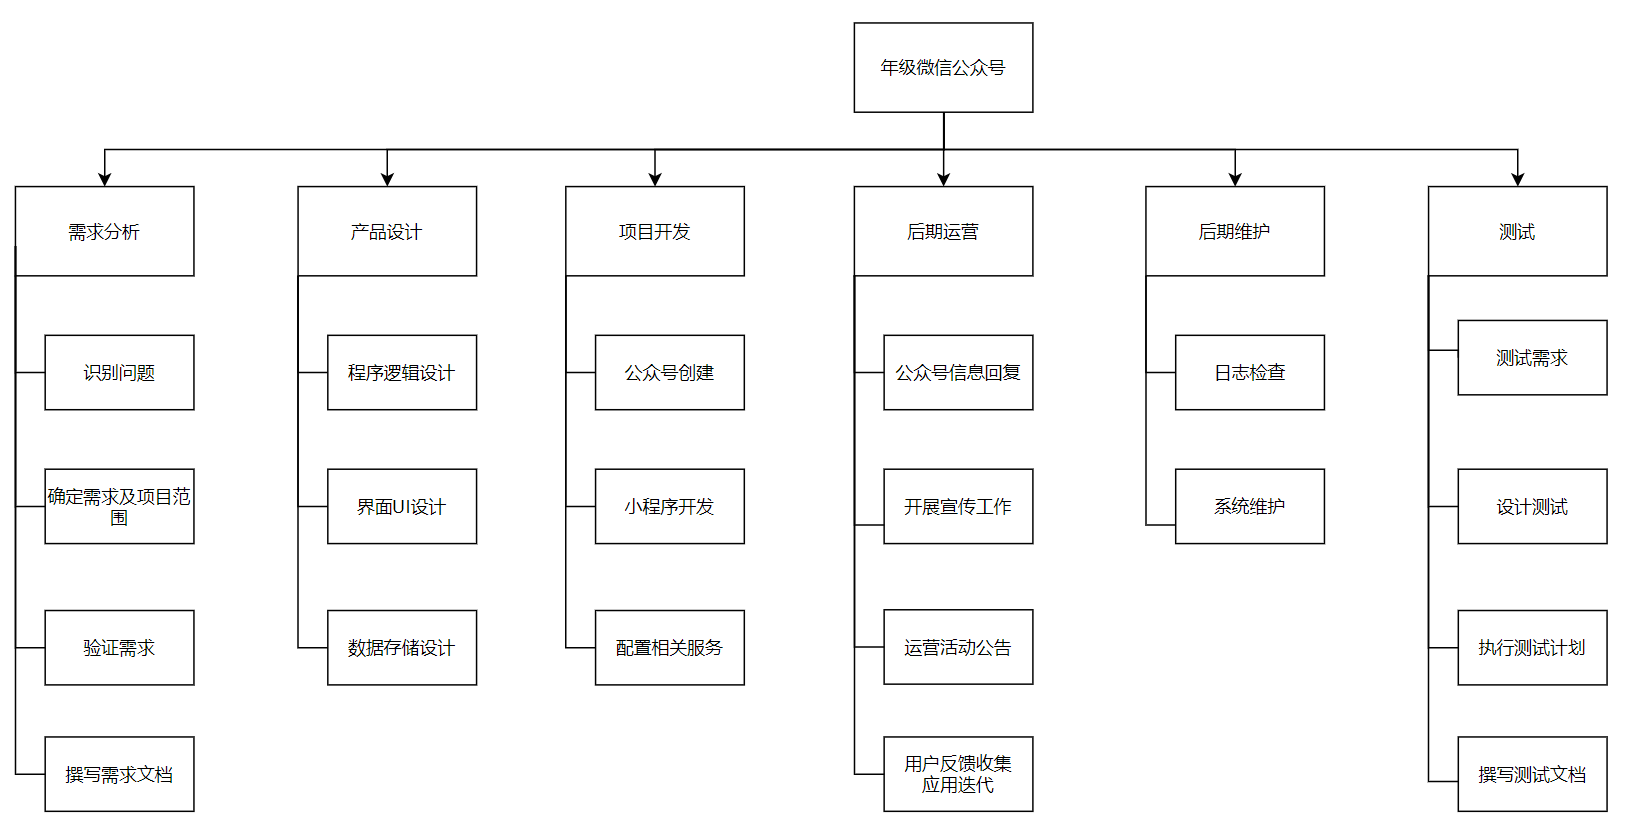 年级微信公众号
需求分析
产品设计
项目开发
后期运营
后期维护
测试
识别问题
程序逻辑设计
公众号创建
公众号信息回复
日志检查
测试需求
确定需求及项目范
围
界面UI设计
小程序开发
开展宣传工作
系统维护
设计测试
验证需求
数据存储设计
配置相关服务
运营活动公告
执行测试计划
撰写需求文档
用户反馈收集
应用迭代
撰写测试文档